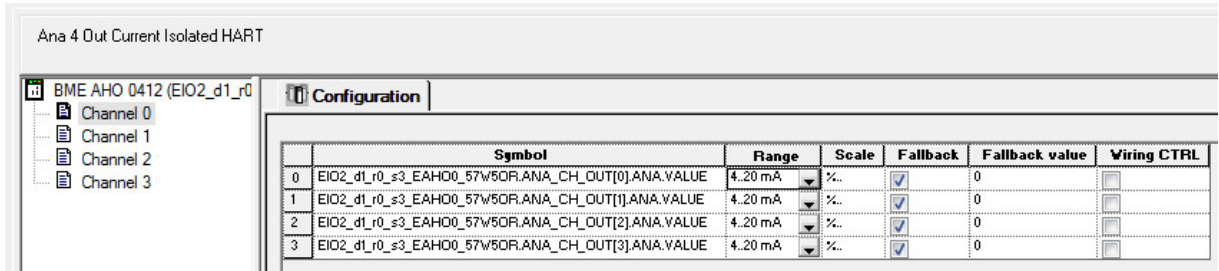 Ana 4 Out Current Isolated HART
BME AHO 0412 (EIO2_d1_r0
Channel 0
Channel 1
Channel 2
Channel 3
Configuration
Symbol Range Scale Fallback Fallback value Wiring CTRL
0 EIO2_d1_r0_s3_EAHO0_57W5OR.ANA_CH_OUT[0].ANA.VALUE 4..20 mA %.. 0
1 EIO2_d1_r0_s3_EAHO0_57W5OR.ANA_CH_OUT[1].ANA.VALUE 4..20 mA %.. 0
2 EIO2_d1_r0_s3_EAHO0_57W5OR.ANA_CH_OUT[2].ANA.VALUE 4..20 mA %.. 0
3 EIO2_d1_r0_s3_EAHO0_57W5OR.ANA_CH_OUT[3].ANA.VALUE 4..20 mA %.. 0